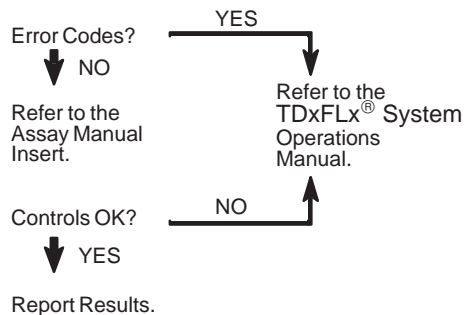 YES
Error Codes?
NO
Refer to the
Assay Manual
Insert.
Refer to the
TDxFLx® System
Operations
Manual.
Controls OK?
NO
YES
Report Results.